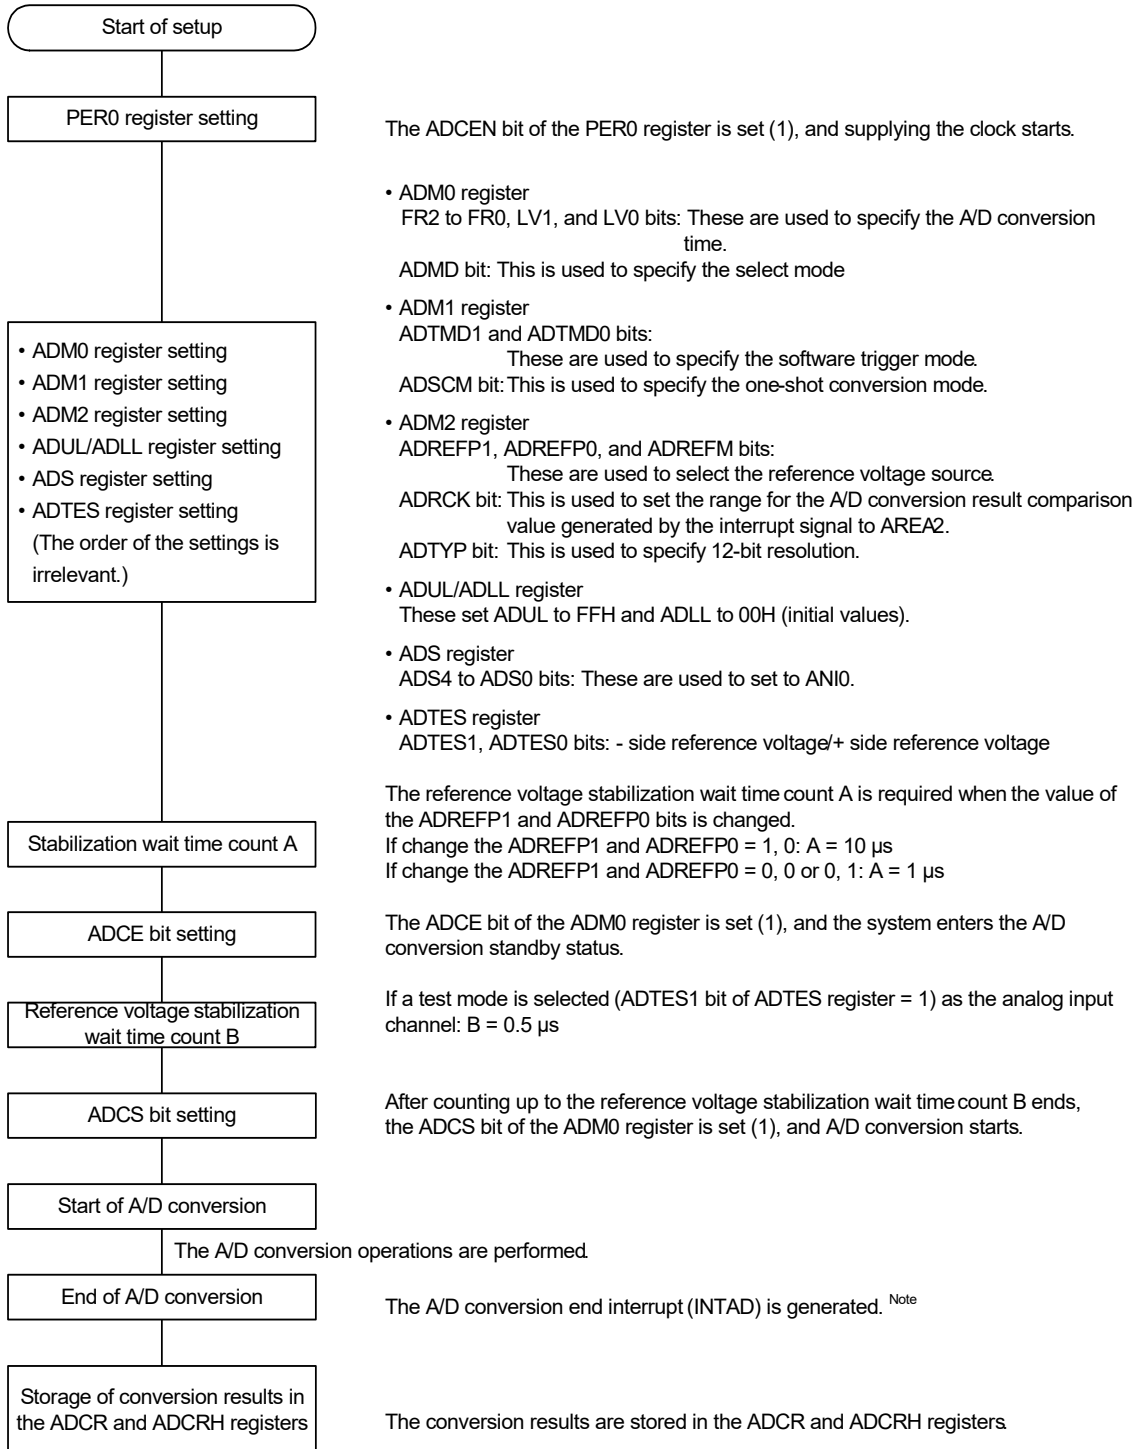 Start of setup
PER0 register setting
The ADCEN bit of the PER0 register is set (1), and supplying the clock starts.
• ADM0 register setting
• ADM1 register setting
• ADM2 register setting
• ADUL/ADLL register setting
• ADS register setting
• ADTES register setting
(The order of the settings is
irrelevant.)
• ADM0 register
FR2 to FR0, LV1, and LV0 bits: These are used to specify the A/D conversion
time.
ADMD bit: This is used to specify the select mode
• ADM1 register
ADTMD1 and ADTMD0 bits:
These are used to specify the software trigger mode.
ADSCM bit: This is used to specify the one-shot conversion mode.
• ADM2 register
ADREFP1, ADREFP0, and ADREFM bits:
These are used to select the reference voltage source.
ADRCK bit: This is used to set the range for the A/D conversion result comparison
value generated by the interrupt signal to AREA2.
ADTYP bit: This is used to specify 12-bit resolution.
• ADUL/ADLL register
These set ADUL to FFH and ADLL to 00H (initial values).
• ADS register
ADS4 to ADS0 bits: These are used to set to ANI0.
• ADTES register
ADTES1, ADTES0 bits: - side reference voltage/+ side reference voltage
Stabilization wait time count A
The reference voltage stabilization wait time count A is required when the value of
the ADREFP1 and ADREFP0 bits is changed.
If change the ADREFP1 and ADREFP0 = 1, 0: A = 10 µs
If change the ADREFP1 and ADREFP0 = 0, 0 or 0, 1: A = 1 µs
ADCE bit setting
The ADCE bit of the ADM0 register is set (1), and the system enters the A/D
conversion standby status.
Reference voltage stabilization
wait time count B
If a test mode is selected (ADTES1 bit of ADTES register = 1) as the analog input
channel: B = 0.5 µs
ADCS bit setting
After counting up to the reference voltage stabilization wait time count B ends,
the ADCS bit of the ADM0 register is set (1), and A/D conversion starts.
Start of A/D conversion
The A/D conversion operations are performed.
End of A/D conversion
The A/D conversion end interrupt (INTAD) is generated. Note
Storage of conversion results in
the ADCR and ADCRH registers
The conversion results are stored in the ADCR and ADCRH registers.